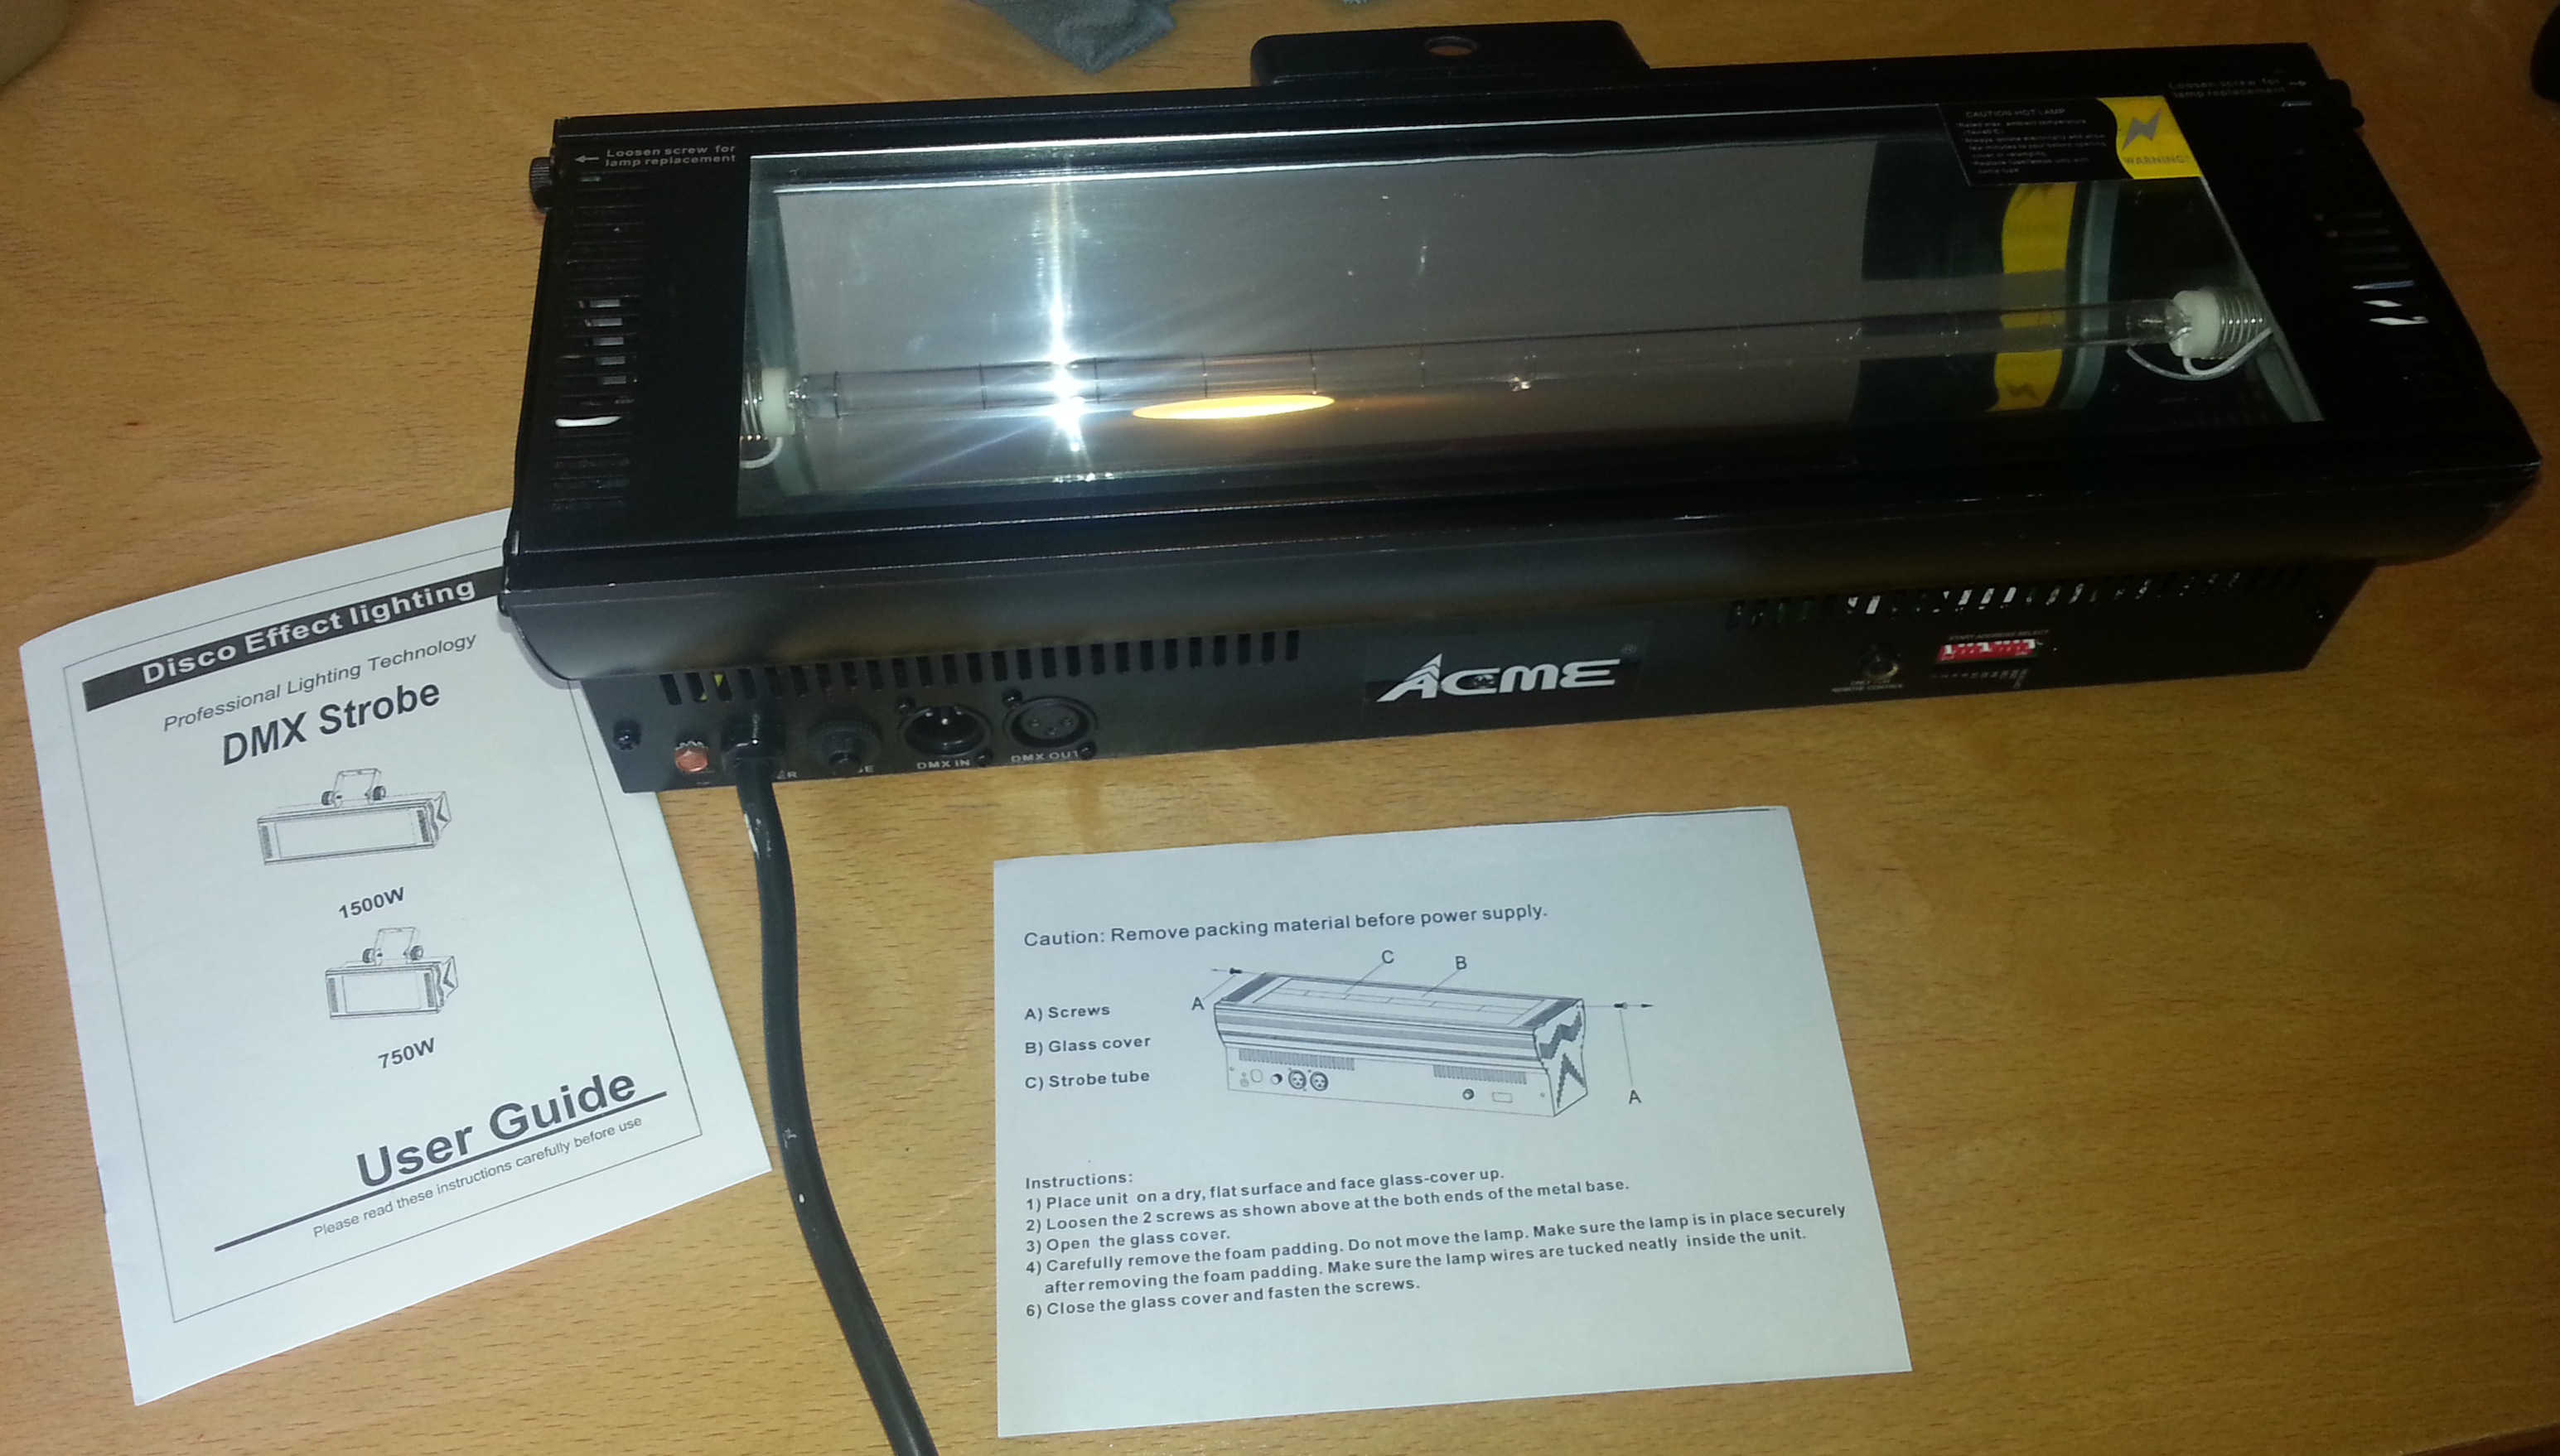 Loosen screw for
lamp replacement
Loosen screw for
lamp replacement
CAUTION:HOT LAMP
WARNING!
ACME
®
START ADDRESS SELECT
REMOTE CONTROL
DMX IN
DMX OUT
Disco Effect lighting
Professional Lighting Technology
DMX Strobe
1500W
750W
User Guide
Please read these instructions carefully before use
Caution: Remove packing material before power supply.
C
B
A
A) Screws
B) Glass cover
C) Strobe tube
A
Instructions:
1) Place unit on a dry, flat surface and face glass-cover up.
2) Loosen the 2 screws as shown above at the both ends of the metal base.
3) Open the glass cover.
4) Carefully remove the foam padding. Do not move the lamp. Make sure the lamp is in place securely
after removing the foam padding. Make sure the lamp wires are tucked neatly inside the unit.
6) Close the glass cover and fasten the screws.